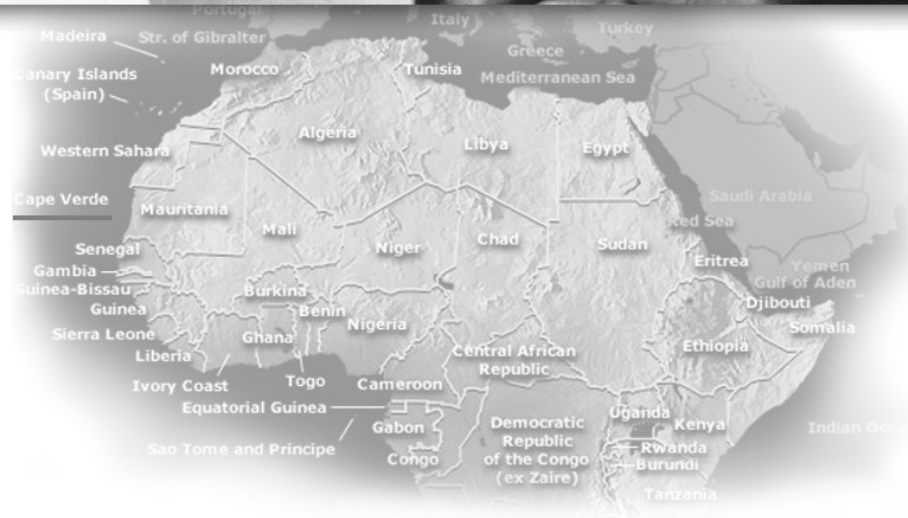 Portugal
Italy
Turkey
Madeira
Str. of Gibralter
Greece
Canary Islands
(Spain)
Morocco
Tunisia
Mediterranean Sea
Algeria
Libya
Egypt
Western Sahara
Cape Verde
Mauritania
Saudi Arabia
Red Sea
Mali
Niger
Chad
Sudan
Senegal
Eritrea
Gambia
Yemen
Guinea-Bissau
Burkina
Gulf of Aden
Guinea
Benin
Nigeria
Djibouti
Sierra Leone
Ghana
Somalia
Liberia
Central African
Republic
Ethiopia
Ivory Coast
Togo
Cameroon
Equatorial Guinea
Uganda
Gabon
Democratic
Republic
of the Congo
(ex Zaire)
Kenya
Indian
Sao Tome and Principe
Rwanda
Congo
Burundi
Tanzania